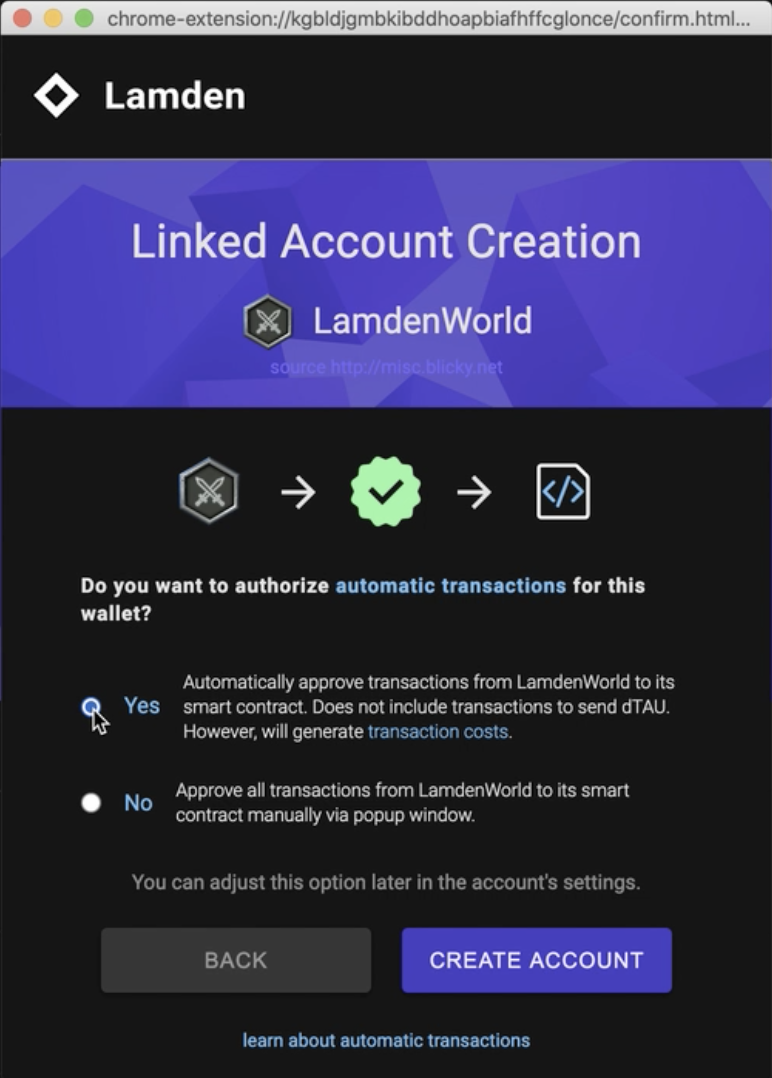 chrome-extension://kgbldjgmbkibddhoapbiafhffcglonce/confirm.html...
Lamden
Linked Account Creation
LamdenWorld
source http://misc.blicky.net
Do you want to authorize automatic transactions for this
wallet?
Yes
Automatically approve transactions from LamdenWorld to its
smart contract. Does not include transactions to send dTAU.
However, will generate transaction costs.
No
Approve all transactions from LamdenWorld to its smart
contract manually via popup window.
You can adjust this option later in the account's settings.
BACK
CREATE ACCOUNT
learn about automatic transactions